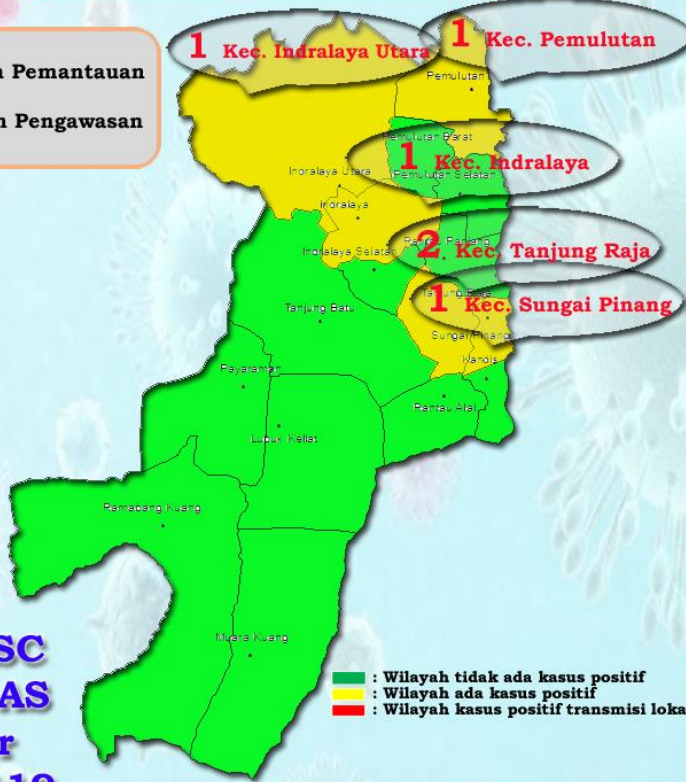 1 Kec. Indralaya Utara
1 Kec. Pemulutan
Pemantauan
Pengawasan
Pemulutan
Pemulutan Barat
1 Kec. Indralaya
Indralaya Utara
Pemulutan Selatan
Indralaya
2. Kec. Tanjung Raja
Indralaya Selatan
1 Kec. Sungai Pinang
Tanjung Batu
Sungai Pinang
Kandis
Payaraman
Rantau Alai
Lubuk Keliat
Rambang Kuang
Muara Kuang
SC
AS
r
: Wilayah tidak ada kasus positif
: Wilayah ada kasus positif
: Wilayah kasus positif transmisi loka